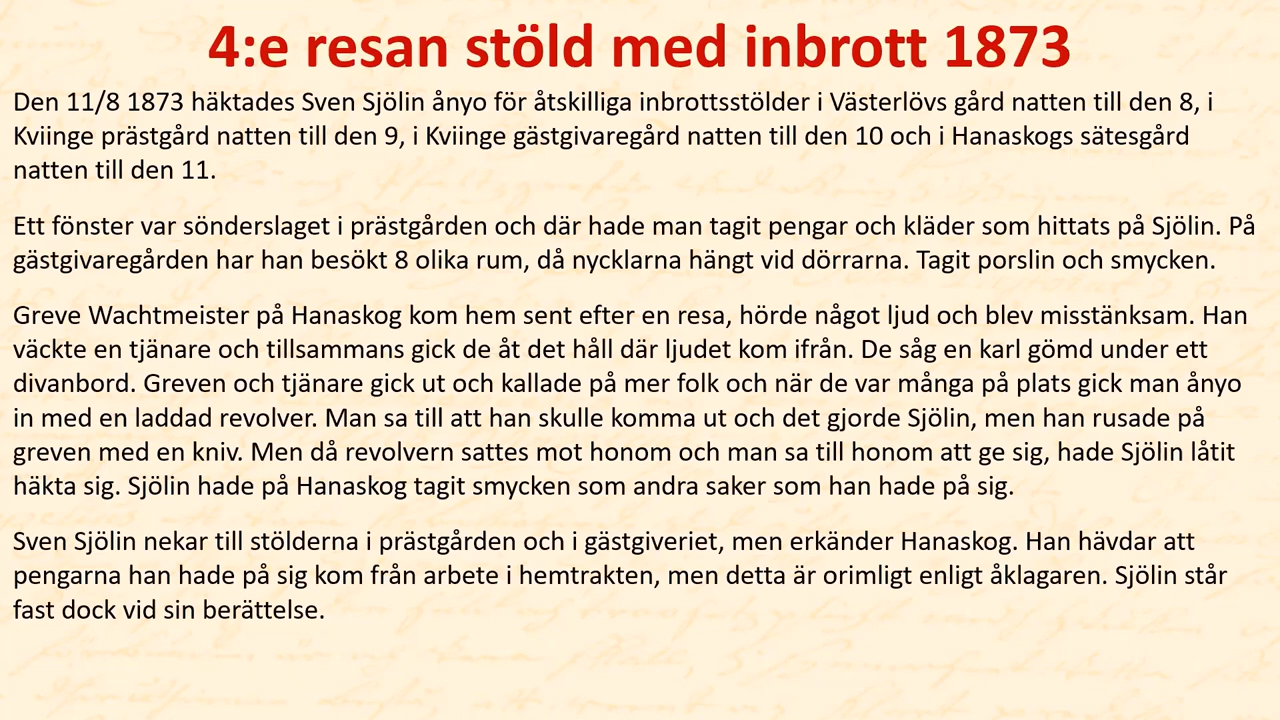 4:e resan stöld med inbrott 1873
Den 11/8 1873 häktades Sven Sjölin ånyo för åtskilliga inbrottsstölder i Västerlövs gård natten till den 8, i
Kviinge prästgård natten till den 9, i Kviinge gästgivaregård natten till den 10 och i Hanaskogs sätesgård
natten till den 11.
Ett fönster var sönderslaget i prästgården och där hade man tagit pengar och kläder som hittats på Sjölin. På
gästgivaregården har han besökt 8 olika rum, då nycklarna hängt vid dörrarna. Tagit porslin och smycken.
Greve Wachtmeister på Hanaskog kom hem sent efter en resa, hörde något ljud och blev misstänksam. Han
väckte en tjänare och tillsammans gick de åt det håll där ljudet kom ifrån. De såg en karl gömd under ett
divanbord. Greven och tjänare gick ut och kallade på mer folk och när de var många på plats gick man ånyo
in med en laddad revolver. Man sa till att han skulle komma ut och det gjorde Sjölin, men han rusade på
greven med en kniv. Men då revolvern sattes mot honom och man sa till honom att ge sig, hade Sjölin låtit
häkta sig. Sjölin hade på Hanaskog tagit smycken som andra saker som han hade på sig.
Sven Sjölin nekar till stölderna i prästgården och i gästgiveriet, men erkänder Hanaskog. Han hävdar att
pengarna han hade på sig kom från arbete i hemtrakten, men detta är orimligt enligt åklagaren. Sjölin står
fast dock vid sin berättelse.